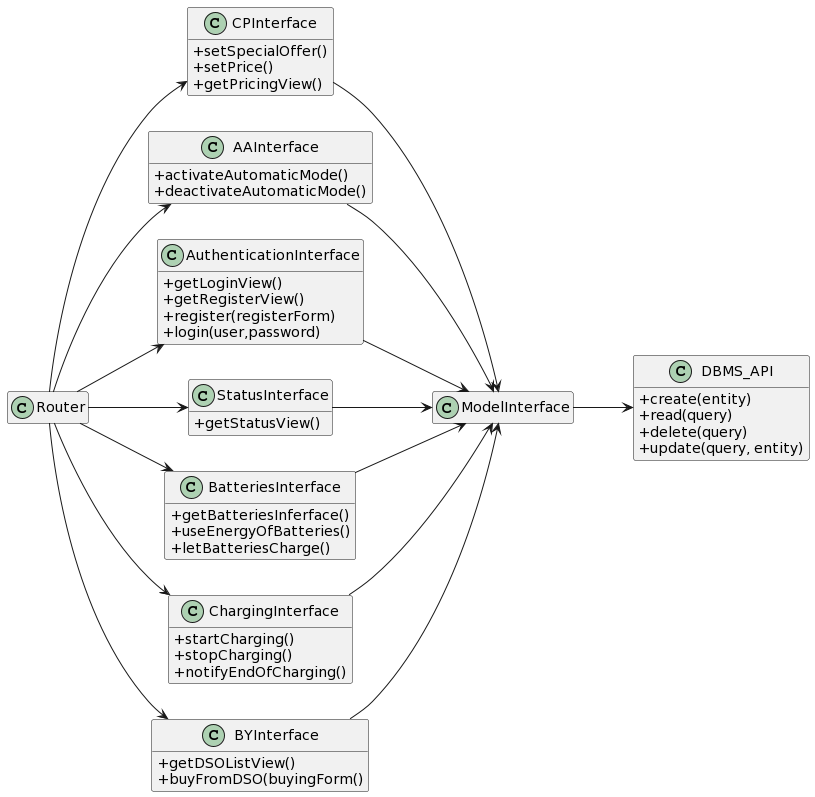 C CPInterface
+setSpecialOffer()
+setPrice()
+getPricingView()
C AAInterface
+activateAutomaticMode()
+deactivateAutomaticMode()
C AuthenticationInterface
+getLoginView()
+getRegisterView()
+register(registerForm)
+login(user,password)
C Router
C StatusInterface
+getStatusView()
C BatteriesInterface
+getBatteriesInferface()
+useEnergyOfBatteries()
+letBatteriesCharge()
C ChargingInterface
+startCharging()
+stopCharging()
+notifyEndOfCharging()
C BYInterface
+getDSOListView()
+buyFromDSO(buyingForm()
C ModelInterface
C DBMS_API
+create(entity)
+read(query)
+delete(query)
+update(query, entity)